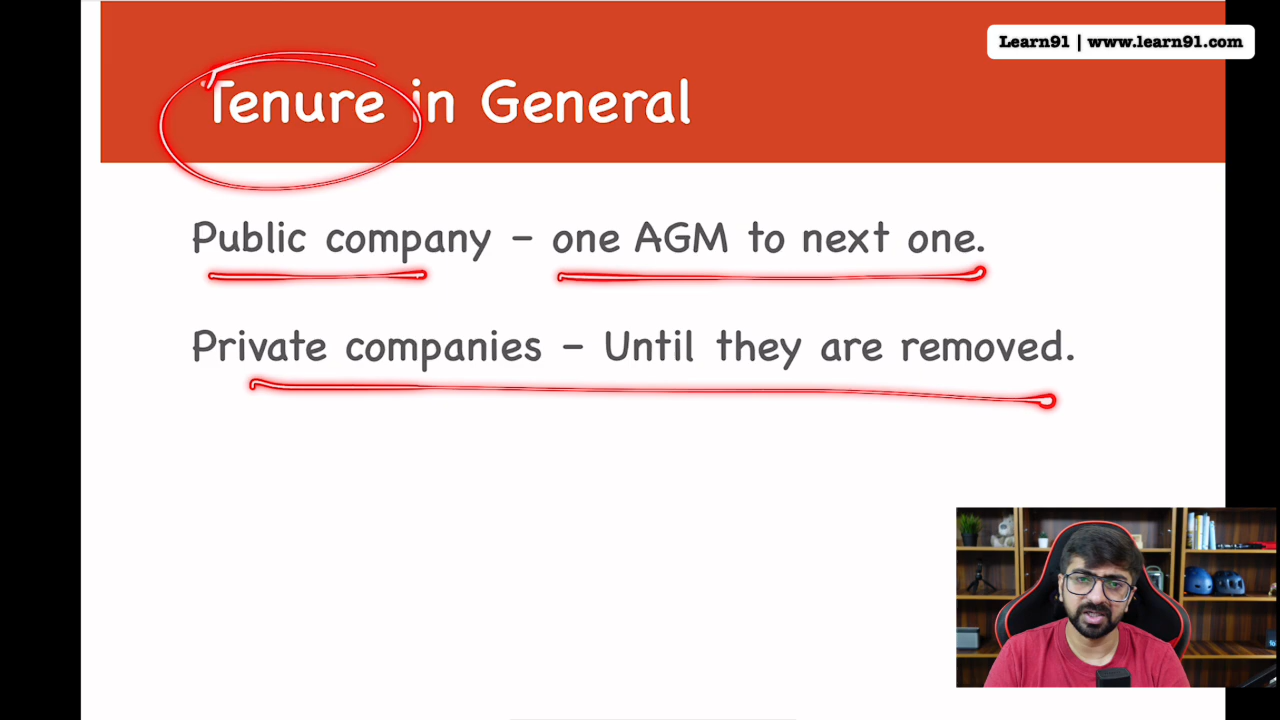 Learn91 | www.learn91.com
Tenure in General
Public company – one AGM to next one.
Private companies – Until they are removed.